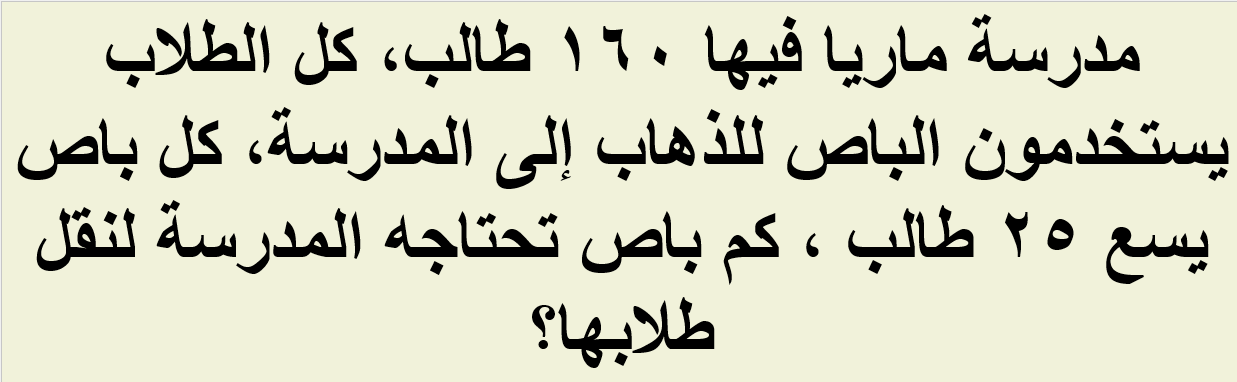 مدرسة ماريا فيها ١٦٠ طالب، كل الطلاب
يستخدمون الباص للذهاب إلى المدرسة، كل باص
يسع ٢٥ طالب ، كم باص تحتاجه المدرسة لنقل
طلابها؟